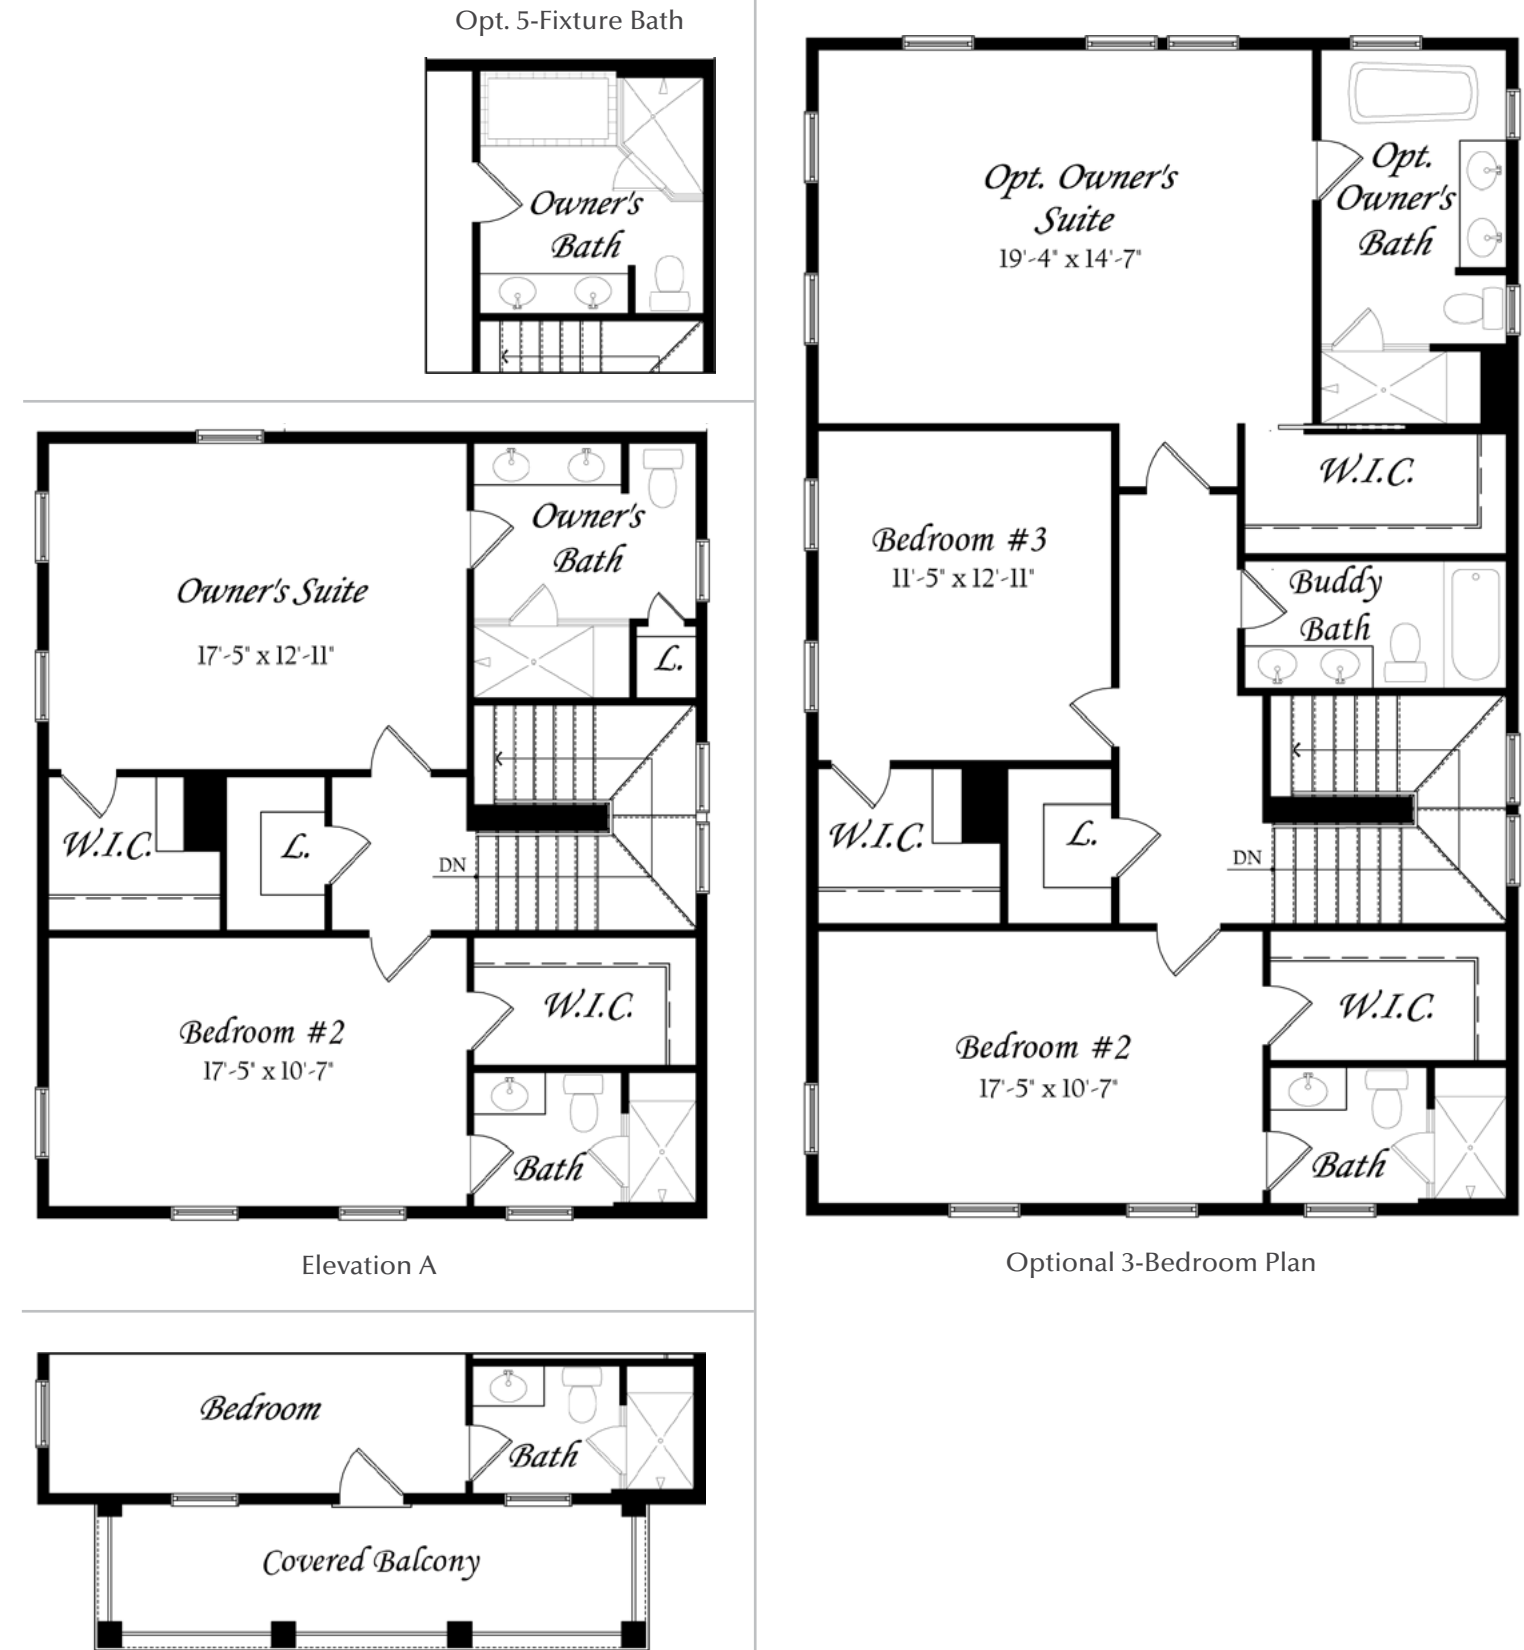 Opt. 5-Fixture Bath
Owner's
Bath
Owner's
Bath
Owner's Suite
17'-5" x 12'-11"
L.
W.I.C.
L.
DN
W.I.C.
Bedroom #2
17'-5" x 10'-7"
Bath
Elevation A
Bedroom
Bath
Covered Balcony
Opt. Owner's
Suite
19'-4" x 14'-7"
Opt.
Owner's
Bath
W.I.C.
Bedroom #3
11'-5" x 12'-11"
Buddy
Bath
W.I.C.
L.
DN
W.I.C.
Bedroom #2
17'-5" x 10'-7"
Bath
Optional 3-Bedroom Plan